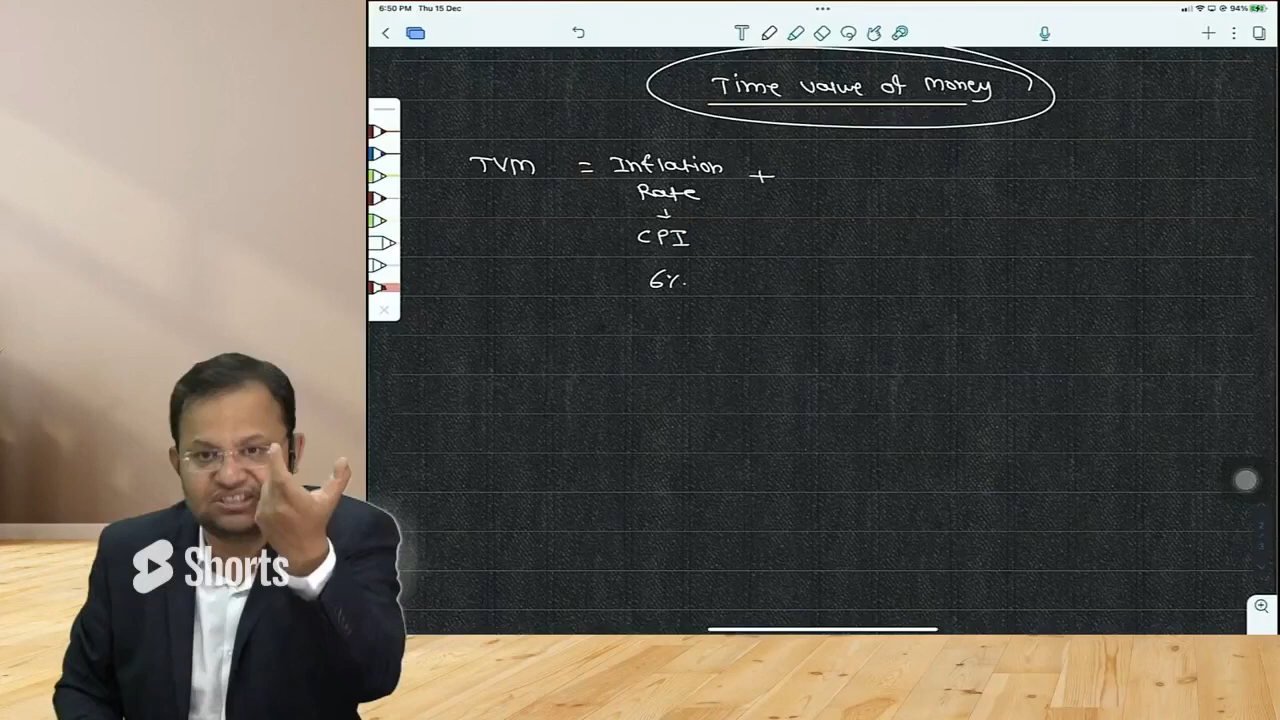 6:50 PM Thu 15 Dec
94%
Time value of money
TVM = Inflation +
Rate
CPI
6%.
Shorts